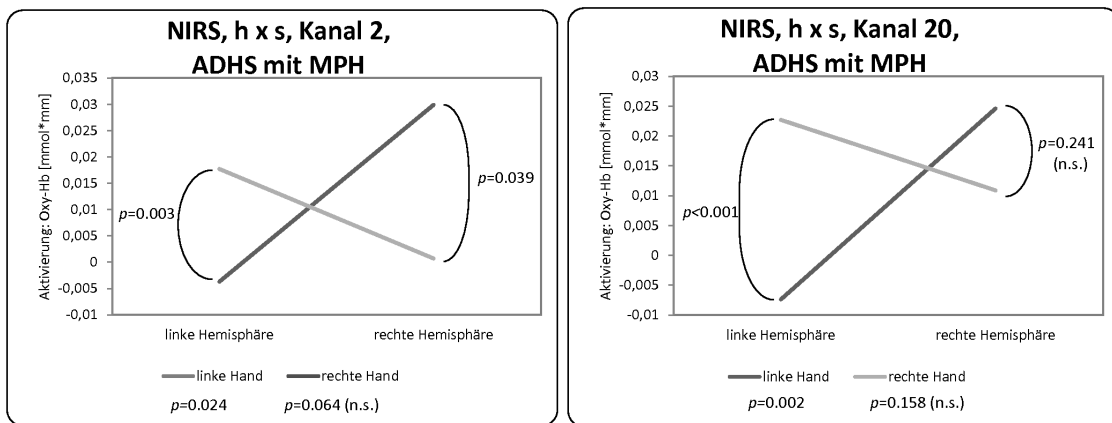 NIRS, h x s, Kanal 2,
ADHS mit MPH
Aktivierung: Oxy-Hb [mmol*mm]
0,035
0,03
0,025
0,02
0,015
0,01
0,005
0
-0,005
-0,01
p=0.003
p=0.039
linke Hemisphäre rechte Hemisphäre
linke Hand rechte Hand
p=0.024 p=0.064 (n.s.)
NIRS, h x s, Kanal 20,
ADHS mit MPH
Aktivierung: Oxy-Hb [mmol*mm]
0,03
0,025
0,02
0,015
0,01
0,005
0
-0,005
-0,01
p<0.001
p=0.241
(n.s.)
linke Hemisphäre rechte Hemisphäre
linke Hand rechte Hand
p=0.002 p=0.158 (n.s.)